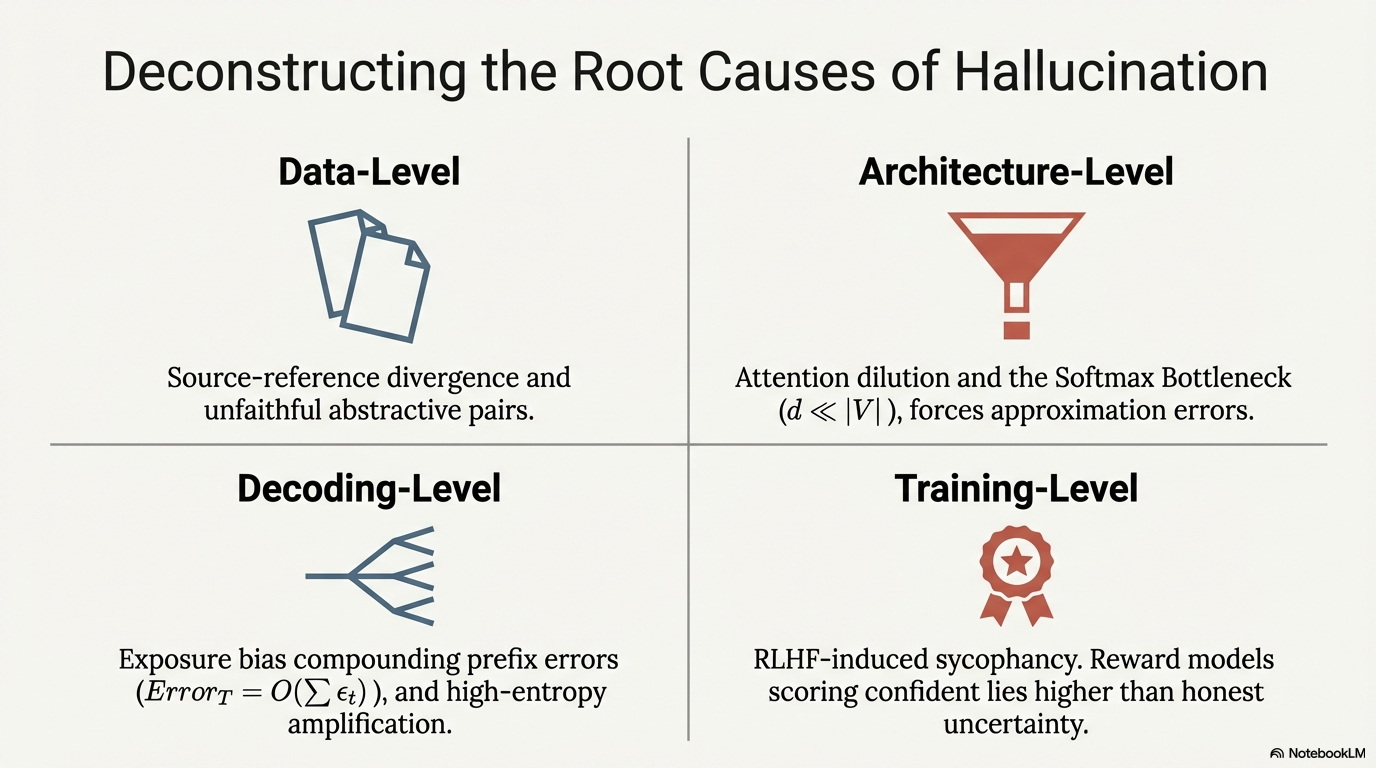 Deconstructing the Root Causes of Hallucination
Data-Level
Source-reference divergence and
unfaithful abstractive pairs.
Architecture-Level
Attention dilution and the Softmax Bottleneck
(d ≪ |V| ), forces approximation errors.
Decoding-Level
Exposure bias compounding prefix errors
(Error_T = O(∑ ϵ_t) ), and high-entropy
amplification.
Training-Level
RLHF-induced sycophancy. Reward models
scoring confident lies higher than honest
uncertainty.
NotebookLM